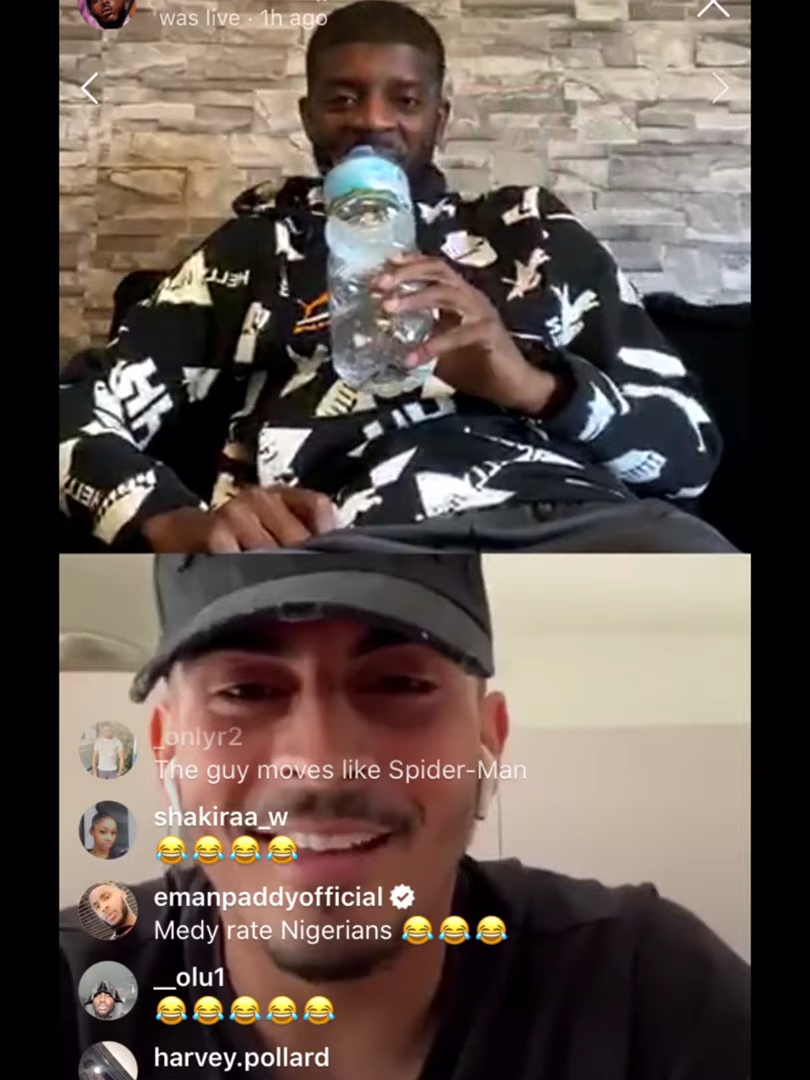 was live · 1h ago
_onlyr2
The guy moves like Spider-Man
shakiraa_w
😂😂😂😂
emanpaddyofficial
Medy rate Nigerians 😂😂😂
__olu1
😂😂😂😂😂
harvey.pollard